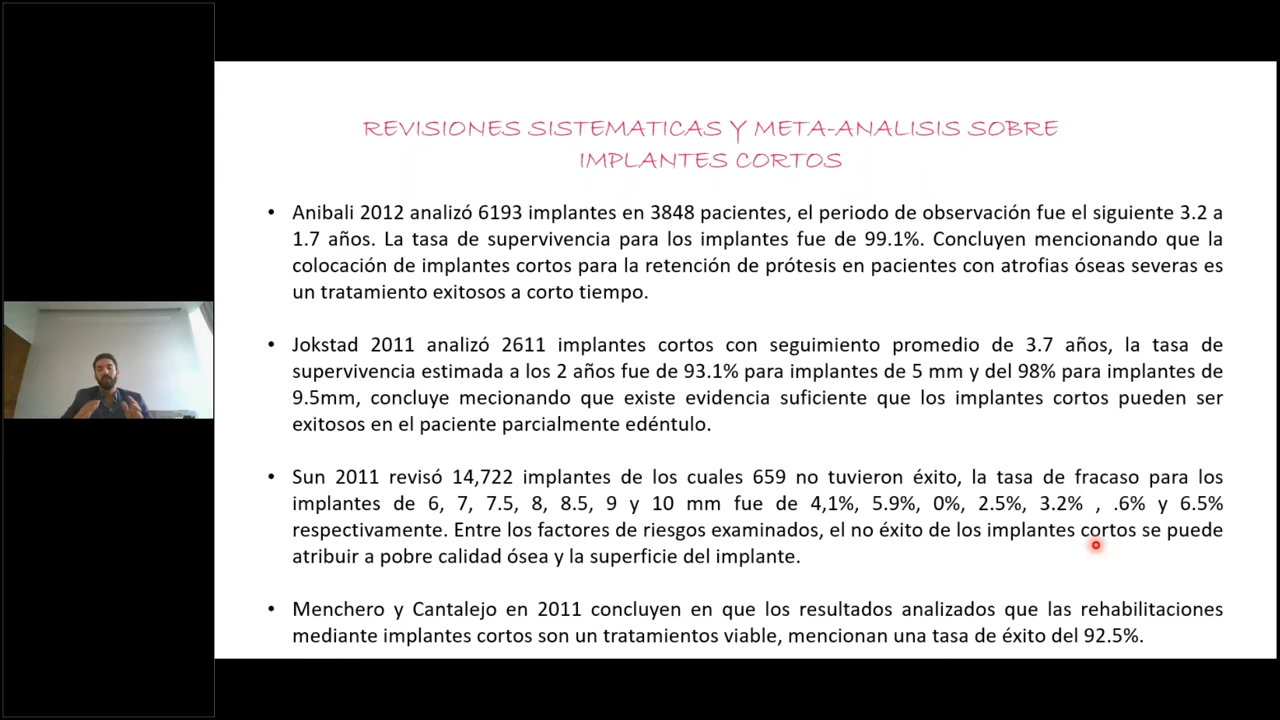 REVISIONES SISTEMATICAS Y META-ANALISIS SOBRE
IMPLANTES CORTOS
• Anibali 2012 analizó 6193 implantes en 3848 pacientes, el periodo de observación fue el siguiente 3.2 a
1.7 años. La tasa de supervivencia para los implantes fue de 99.1%. Concluyen mencionando que la
colocación de implantes cortos para la retención de prótesis en pacientes con atrofias óseas severas es
un tratamiento exitosos a corto tiempo.
• Jokstad 2011 analizó 2611 implantes cortos con seguimiento promedio de 3.7 años, la tasa de
supervivencia estimada a los 2 años fue de 93.1% para implantes de 5 mm y del 98% para implantes de
9.5mm, concluye mecionando que existe evidencia suficiente que los implantes cortos pueden ser
exitosos en el paciente parcialmente edéntulo.
• Sun 2011 revisó 14,722 implantes de los cuales 659 no tuvieron éxito, la tasa de fracaso para los
implantes de 6, 7, 7.5, 8, 8.5, 9 y 10 mm fue de 4,1%, 5.9%, 0%, 2.5%, 3.2% , .6% y 6.5%
respectivamente. Entre los factores de riesgos examinados, el no éxito de los implantes cortos se puede
atribuir a pobre calidad ósea y la superficie del implante.
• Menchero y Cantalejo en 2011 concluyen en que los resultados analizados que las rehabilitaciones
mediante implantes cortos son un tratamientos viable, mencionan una tasa de éxito del 92.5%.